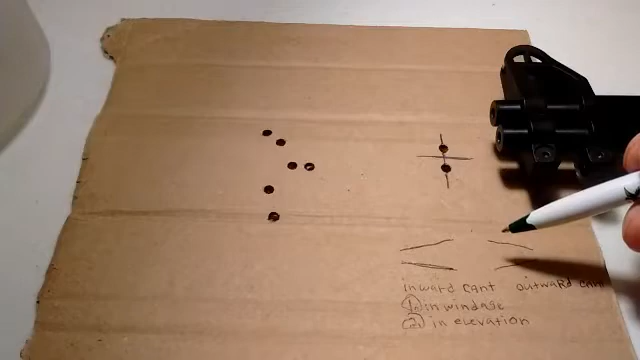 inward cant outward cant
① in windage
② in elevation